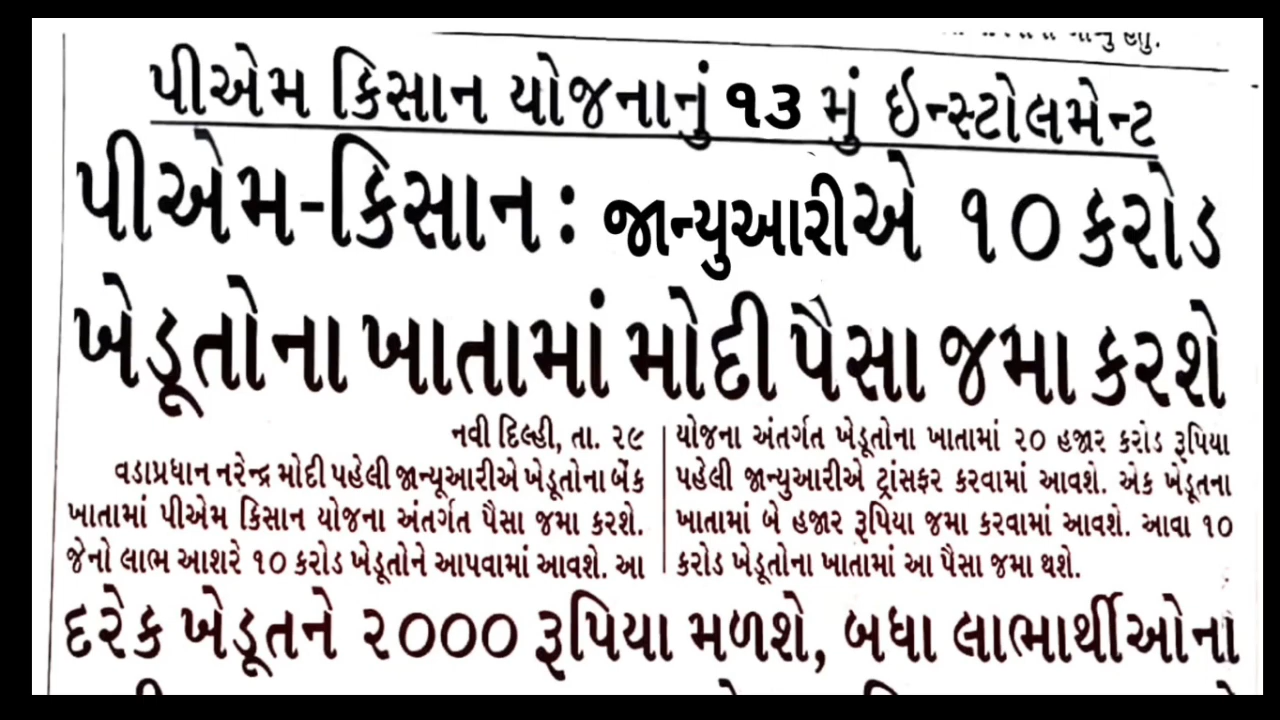 પીએમ કિસાન યોજનાનું ૧૩ મું ઇન્સ્ટોલમેન્ટ
પીએમ-કિસાન : જાન્યુઆરીએ ૧૦ કરોડ
ખેડૂતોના ખાતામાં મોદી પૈસા જમા કરશે
નવી દિલ્હી, તા. ૨૯
વડાપ્રધાન નરેન્દ્ર મોદી પહેલી જાન્યૂઆરીએ ખેડૂતોના બેંક
ખાતામાં પીએમ કિસાન યોજના અંતર્ગત પૈસા જમા કરશે.
જેનો લાભ આશરે ૧૦ કરોડ ખેડૂતોને આપવામાં આવશે. આ
યોજના અંતર્ગત ખેડૂતોના ખાતામાં ૨૦ હજાર કરોડ રૂપિયા
પહેલી જાન્યુઆરીએ ટ્રાંસફર કરવામાં આવશે. એક ખેડૂતના
ખાતામાં બે હજાર રૂપિયા જમા કરવામાં આવશે. આવા ૧૦
કરોડ ખેડૂતોના ખાતામાં આ પૈસા જમા થશે.
દરેક ખેડૂતને ૨૦૦૦ રૂપિયા મળશે, બધા લાભાર્થીઓના